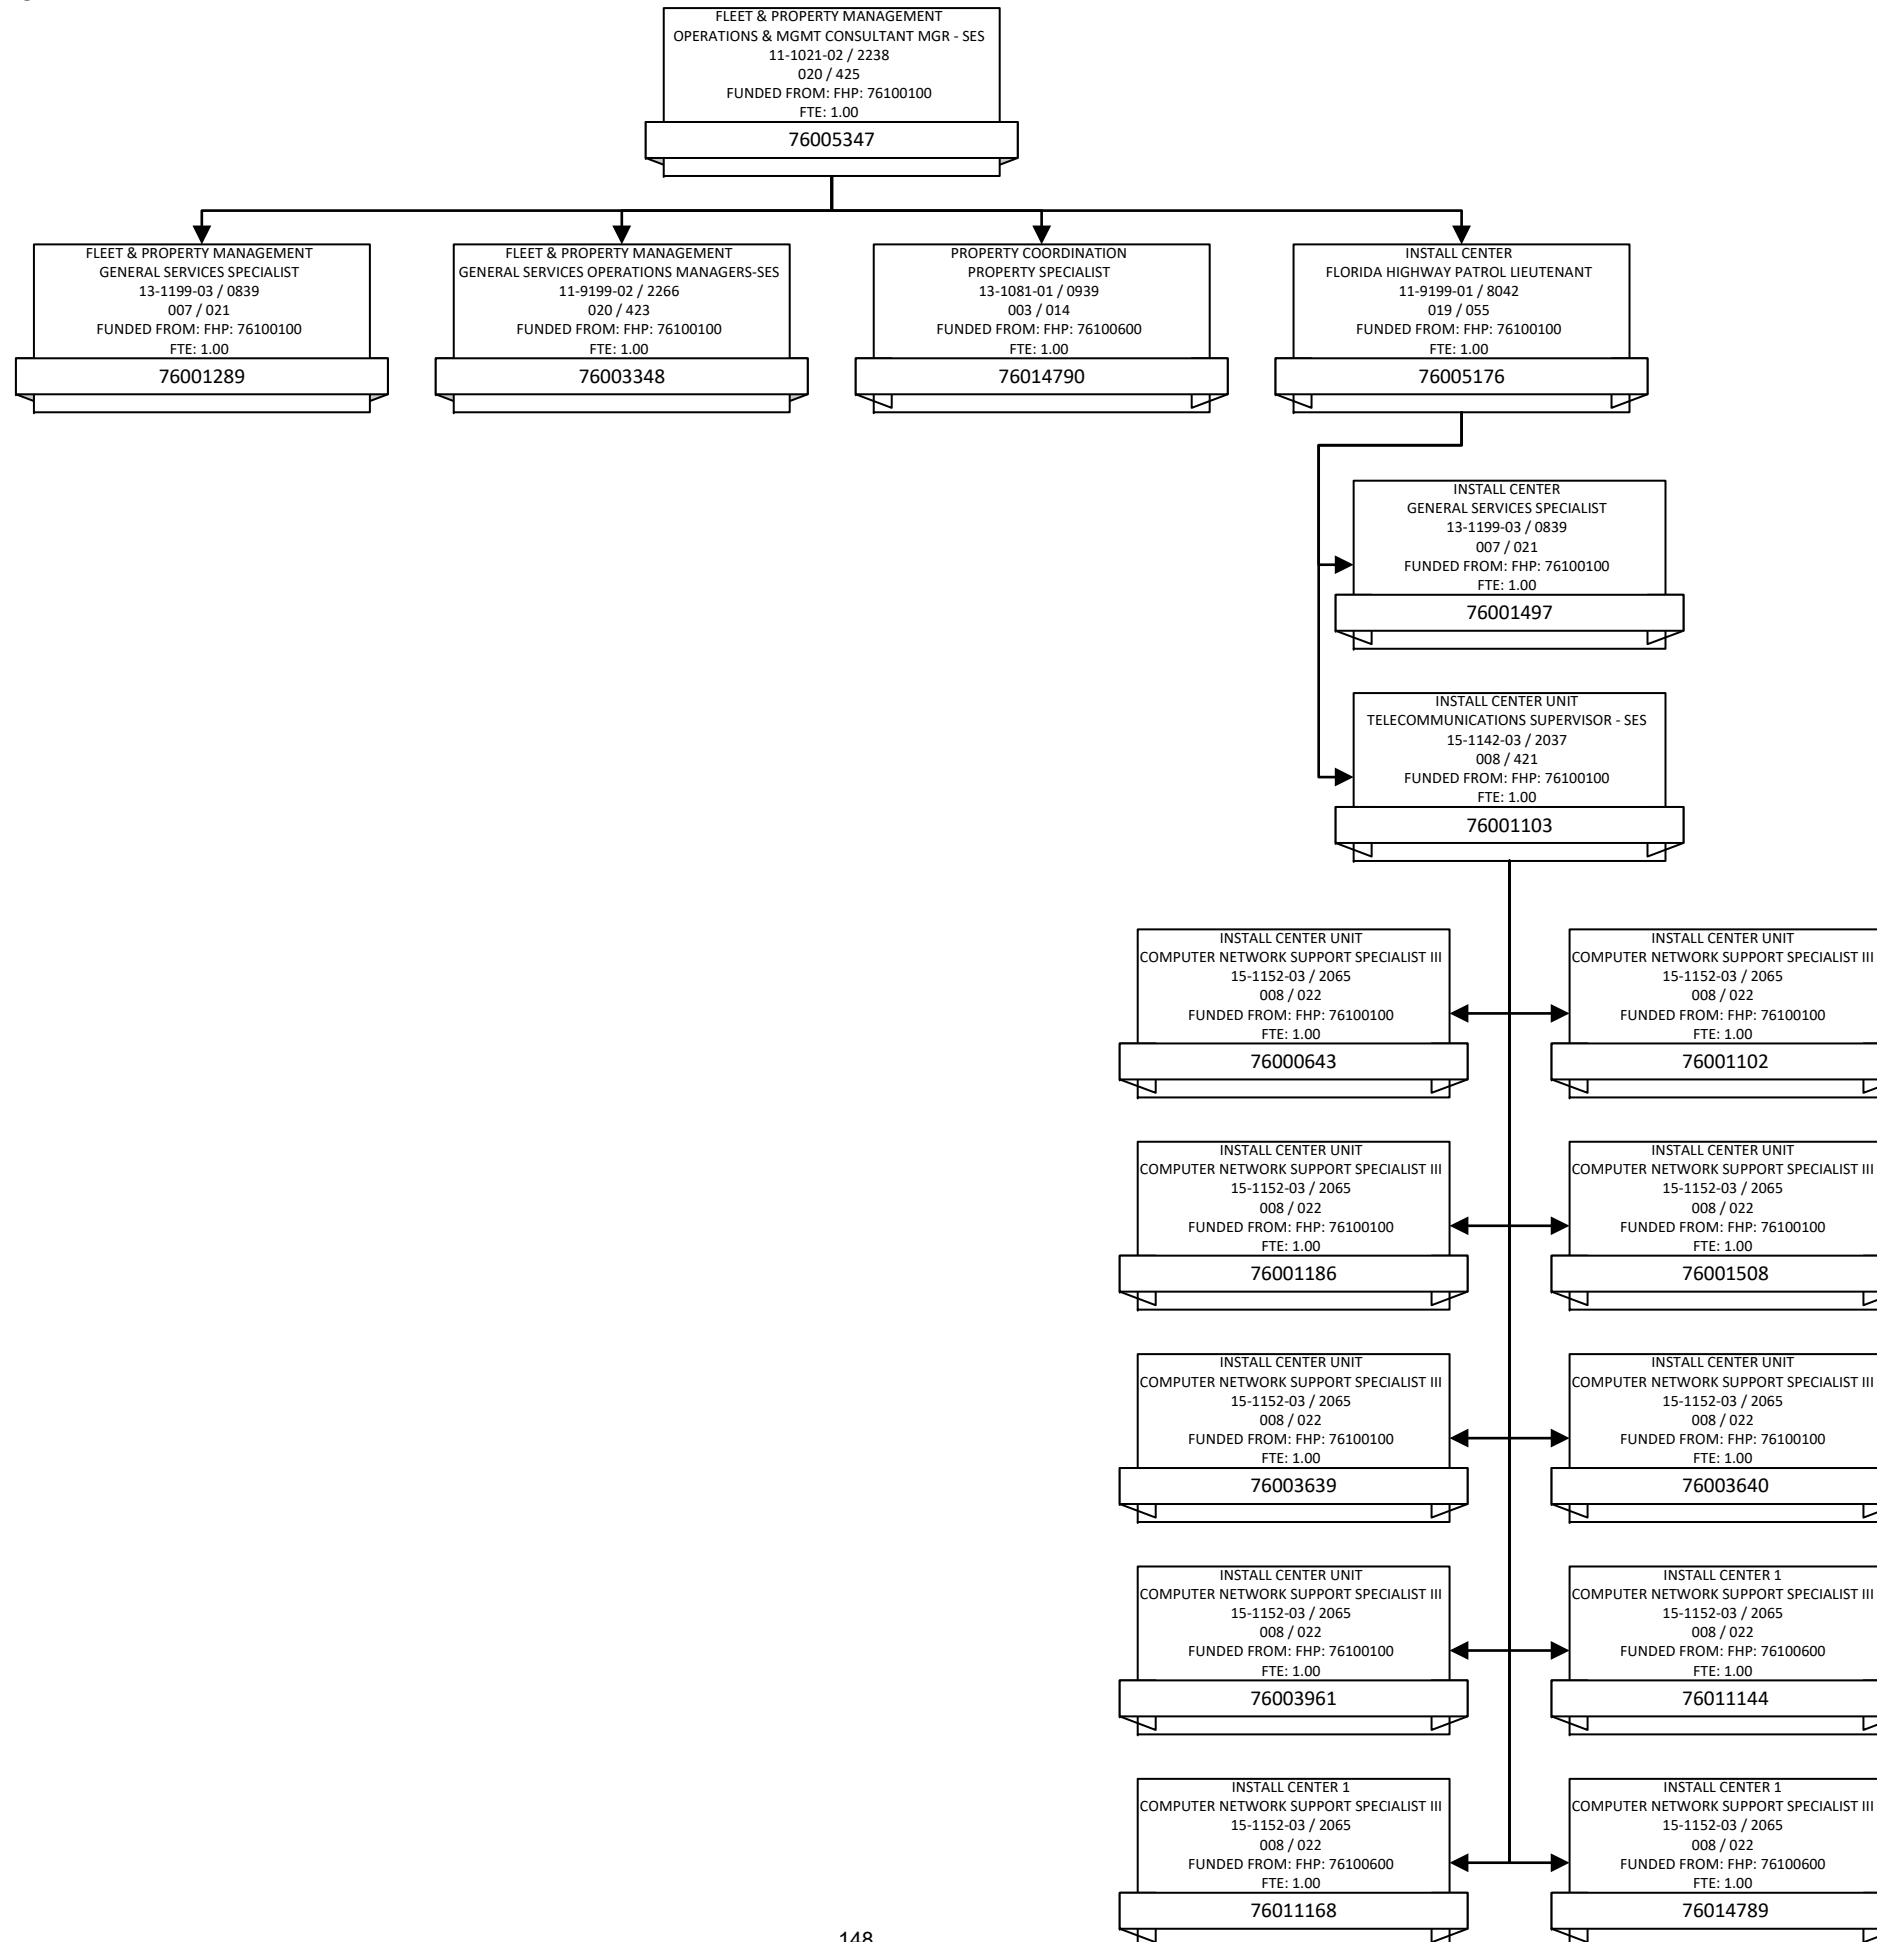 FLEET & PROPERTY MANAGEMENT
OPERATIONS & MGMT CONSULTANT MGR - SES
11-1021-02 / 2238
020 / 425
FUNDED FROM: FHP: 76100100
FTE: 1.00
76005347
FLEET & PROPERTY MANAGEMENT
GENERAL SERVICES SPECIALIST
13-1199-03 / 0839
007 / 021
FUNDED FROM: FHP: 76100100
FTE: 1.00
76001289
FLEET & PROPERTY MANAGEMENT
GENERAL SERVICES OPERATIONS MANAGERS-SES
11-9199-02 / 2266
020 / 423
FUNDED FROM: FHP: 76100100
FTE: 1.00
76003348
PROPERTY COORDINATION
PROPERTY SPECIALIST
13-1081-01 / 0939
003 / 014
FUNDED FROM: FHP: 76100600
FTE: 1.00
76014790
INSTALL CENTER
FLORIDA HIGHWAY PATROL LIEUTENANT
11-9199-01 / 8042
019 / 055
FUNDED FROM: FHP: 76100100
FTE: 1.00
76005176
INSTALL CENTER
GENERAL SERVICES SPECIALIST
13-1199-03 / 0839
007 / 021
FUNDED FROM: FHP: 76100100
FTE: 1.00
76001497
INSTALL CENTER UNIT
TELECOMMUNICATIONS SUPERVISOR - SES
15-1142-03 / 2037
008 / 421
FUNDED FROM: FHP: 76100100
FTE: 1.00
76001103
INSTALL CENTER UNIT
COMPUTER NETWORK SUPPORT SPECIALIST III
15-1152-03 / 2065
008 / 022
FUNDED FROM: FHP: 76100100
FTE: 1.00
76000643
INSTALL CENTER UNIT
COMPUTER NETWORK SUPPORT SPECIALIST III
15-1152-03 / 2065
008 / 022
FUNDED FROM: FHP: 76100100
FTE: 1.00
76001102
INSTALL CENTER UNIT
COMPUTER NETWORK SUPPORT SPECIALIST III
15-1152-03 / 2065
008 / 022
FUNDED FROM: FHP: 76100100
FTE: 1.00
76001186
INSTALL CENTER UNIT
COMPUTER NETWORK SUPPORT SPECIALIST III
15-1152-03 / 2065
008 / 022
FUNDED FROM: FHP: 76100100
FTE: 1.00
76001508
INSTALL CENTER UNIT
COMPUTER NETWORK SUPPORT SPECIALIST III
15-1152-03 / 2065
008 / 022
FUNDED FROM: FHP: 76100100
FTE: 1.00
76003639
INSTALL CENTER UNIT
COMPUTER NETWORK SUPPORT SPECIALIST III
15-1152-03 / 2065
008 / 022
FUNDED FROM: FHP: 76100100
FTE: 1.00
76003640
INSTALL CENTER UNIT
COMPUTER NETWORK SUPPORT SPECIALIST III
15-1152-03 / 2065
008 / 022
FUNDED FROM: FHP: 76100100
FTE: 1.00
76003961
INSTALL CENTER 1
COMPUTER NETWORK SUPPORT SPECIALIST III
15-1152-03 / 2065
008 / 022
FUNDED FROM: FHP: 76100600
FTE: 1.00
76011144
INSTALL CENTER 1
COMPUTER NETWORK SUPPORT SPECIALIST III
15-1152-03 / 2065
008 / 022
FUNDED FROM: FHP: 76100600
FTE: 1.00
76011168
INSTALL CENTER 1
COMPUTER NETWORK SUPPORT SPECIALIST III
15-1152-03 / 2065
008 / 022
FUNDED FROM: FHP: 76100600
FTE: 1.00
76014789
148